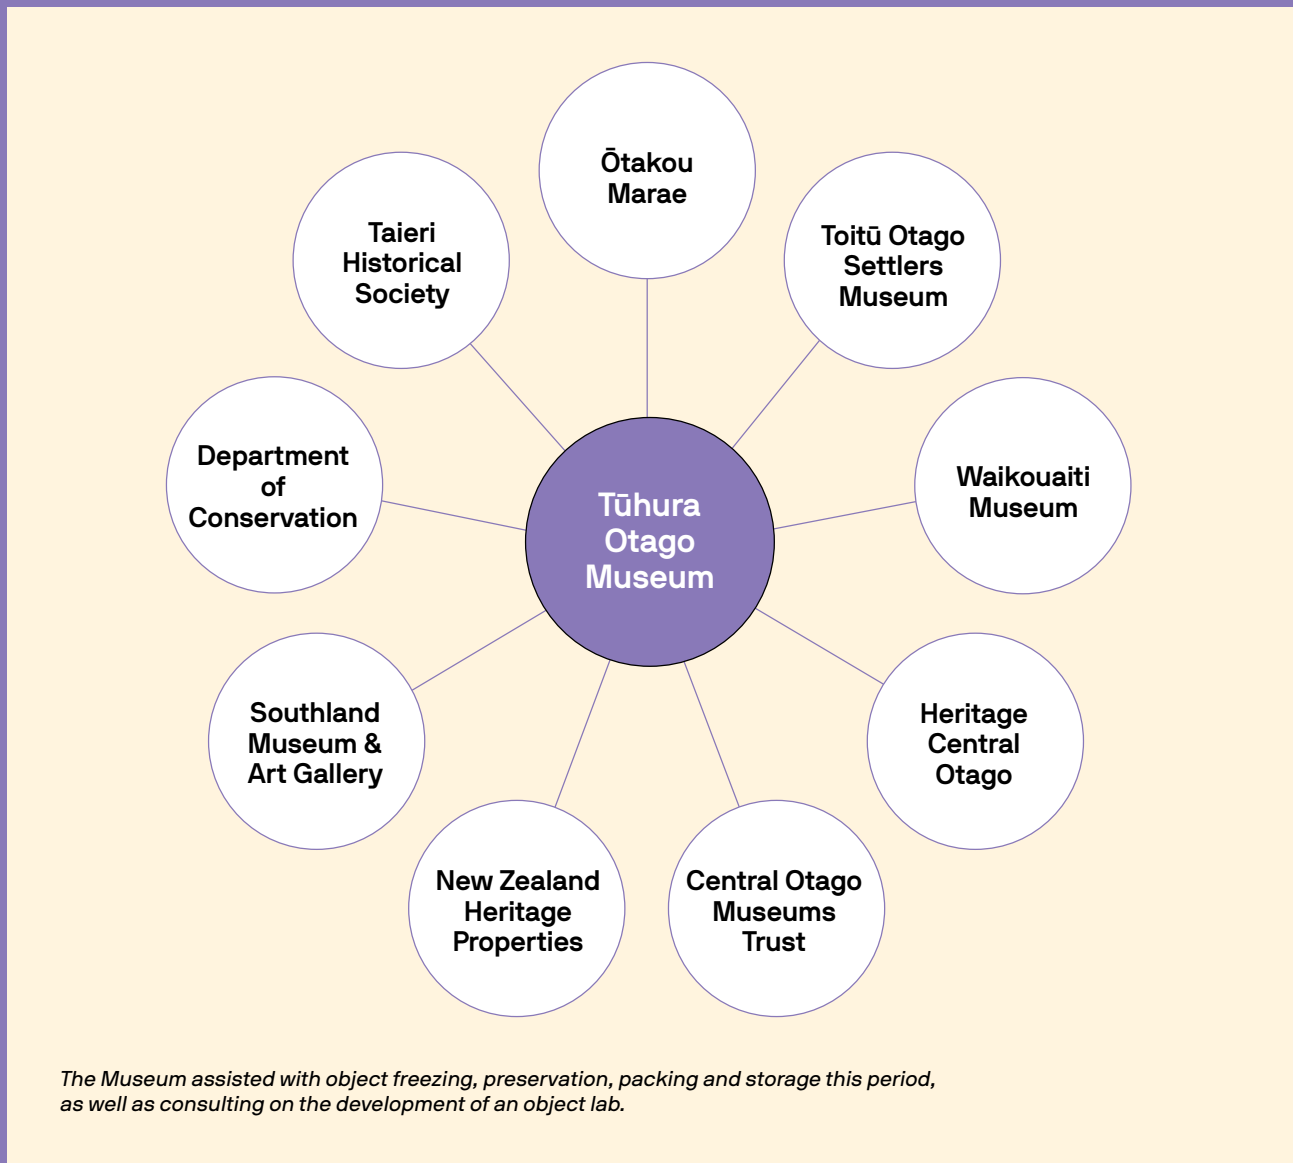 Ōtakou
Marae
Taieri
Historical
Society
Toitū Otago
Settlers
Museum
Department
of
Conservation
Waikouaiti
Museum
Tūhura
Otago
Museum
Southland
Museum &
Art Gallery
Heritage
Central
Otago
New Zealand
Heritage
Properties
Central Otago
Museums
Trust
The Museum assisted with object freezing, preservation, packing and storage this period,
as well as consulting on the development of an object lab.